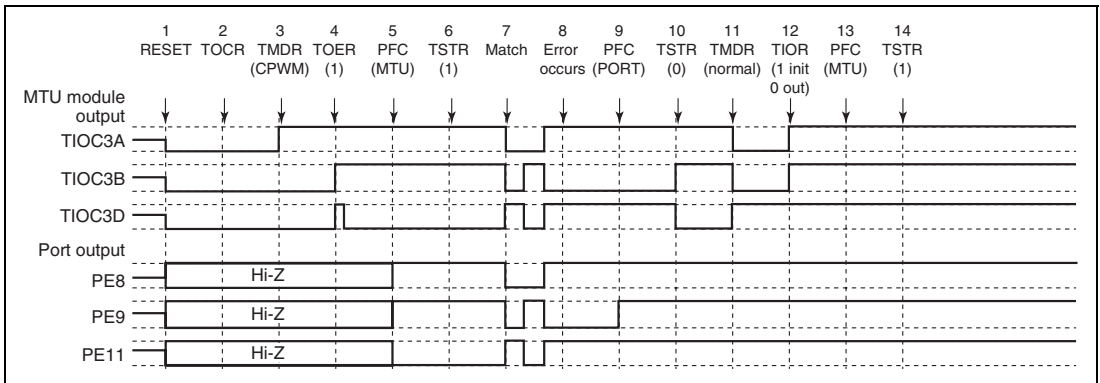 1 2 3 4 5 6 7 8 9 10 11 12 13 14
RESET TOCR TMDR TOER PFC TSTR Match Error PFC TSTR TMDR TIOR PFC TSTR
(CPWM) (1) (MTU) (1) occurs (PORT) (0) (normal) (1 init (MTU) (1)
0 out)
MTU module
output
TIOC3A
TIOC3B
TIOC3D
Port output
PE8 Hi-Z
PE9 Hi-Z
PE11 Hi-Z